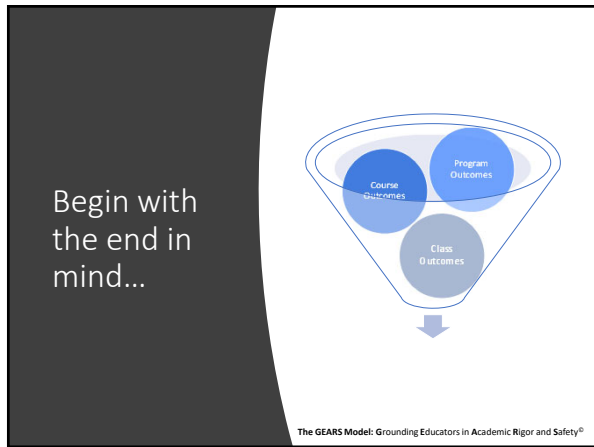 Begin with
the end in
mind...
Program
Outcomes
Course
Outcomes
Class
Outcomes
The GEARS Model: Grounding Educators in Academic Rigor and Safety©